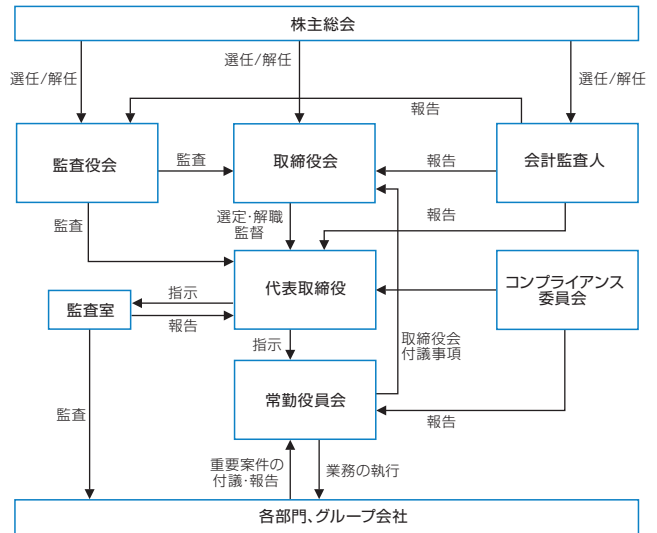 株主総会
選任/解任
選任/解任
選任/解任
報告
監査役会
監査
取締役会
報告
会計監査人
監査
選定・解職
監督
報告
代表取締役
コンプライアンス
委員会
監査室
指示
報告
指示
取締役会
付議事項
常勤役員会
報告
監査
重要案件の
付議・報告
業務の執行
各部門、グループ会社